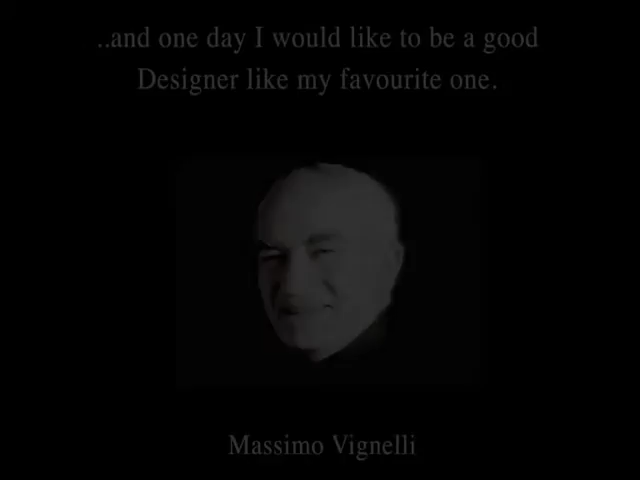 ..and one day I would like to be a good
Designer like my favourite one.
Massimo Vignelli